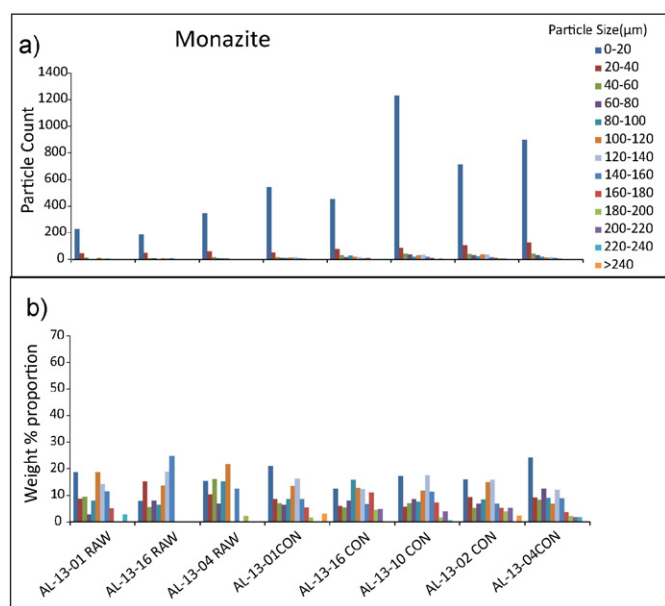 a)
Monazite
Particle Size(μm)
0-20
20-40
40-60
60-80
80-100
100-120
120-140
140-160
160-180
180-200
200-220
220-240
>240
Particle Count
1400
1200
1000
800
600
400
200
0
b)
Weight % proportion
70
60
50
40
30
20
10
0
AL-13-01 RAW
AL-13-16 RAW
AL-13-04 RAW
AL-13-01CON
AL-13-16 CON
AL-13-10 CON
AL-13-02 CON
AL-13-04CON